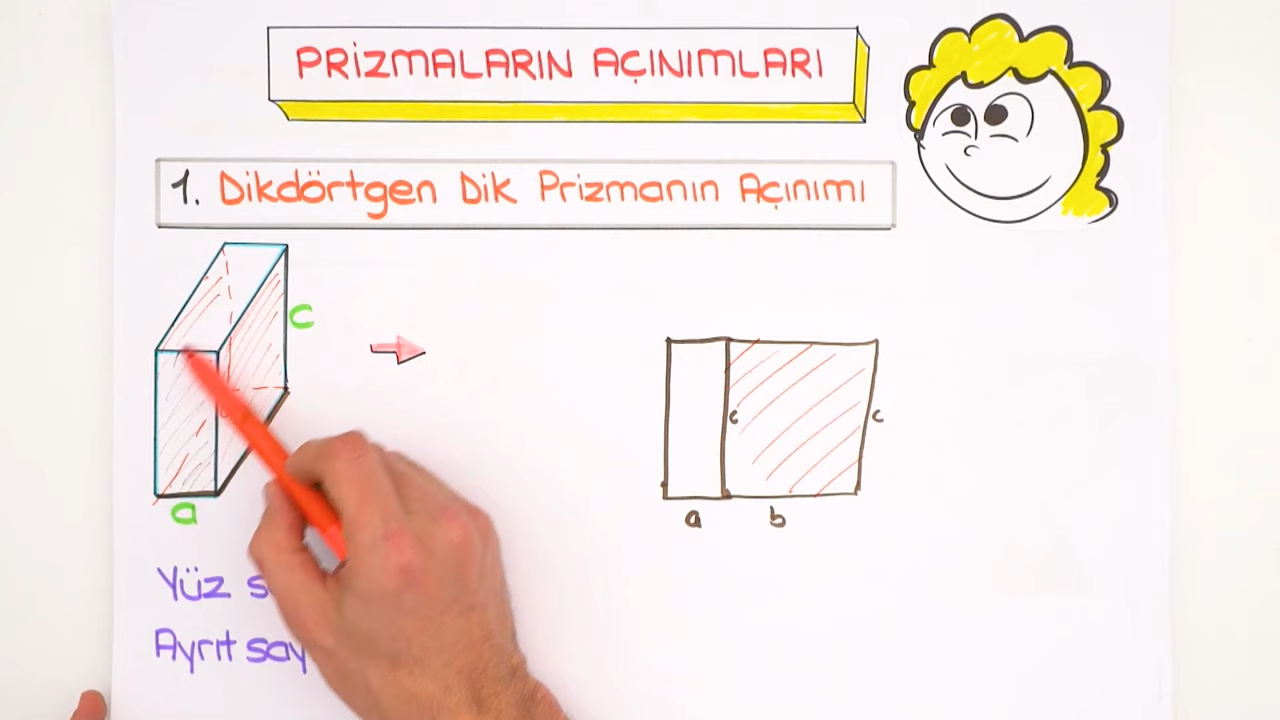 PRİZMALARIN AÇINIMLARI
1. Dikdörtgen Dik Prizmanın Açınımı
c
c c
a
a b
Yüz
Ayrıt say